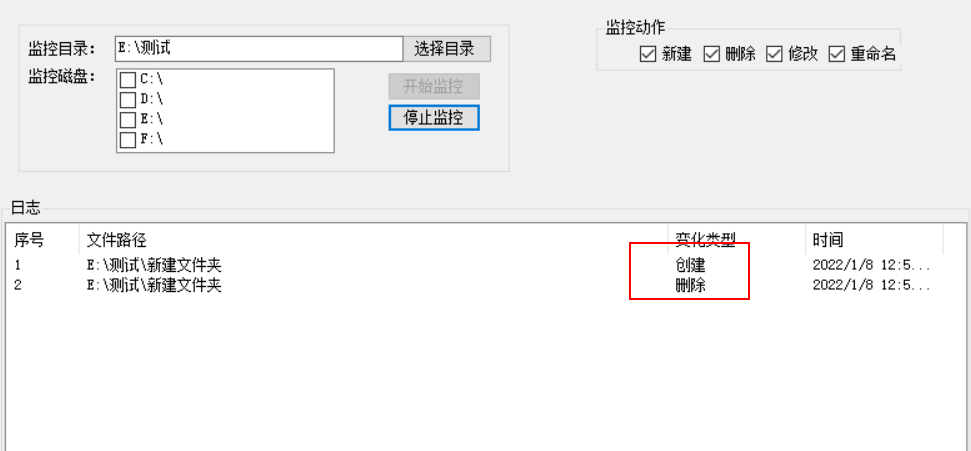 监控目录： E:\测试 选择目录
监控磁盘： C:\
D:\
E:\
F:\
开始监控
停止监控
监控动作
新建 删除 修改 重命名
日志
序号 文件路径 变化类型 时间
1 E:\测试\新建文件夹 创建 2022/1/8 12:5...
2 E:\测试\新建文件夹 删除 2022/1/8 12:5...